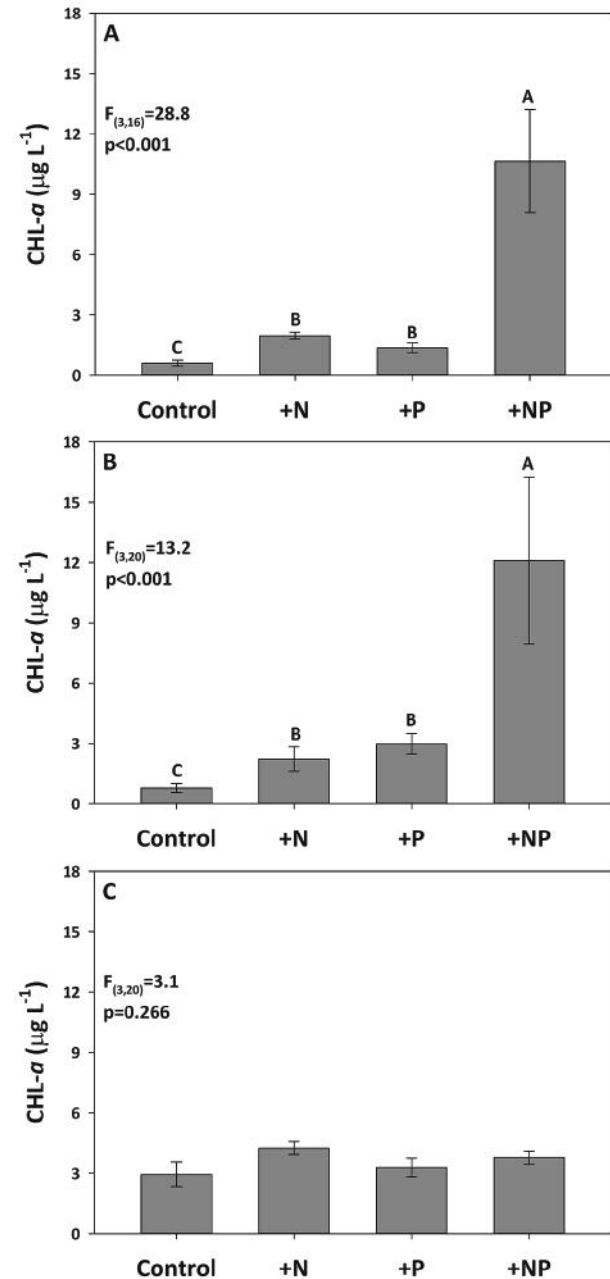 A
18
15
12
9
6
3
0
CHL-a (µg L⁻¹)
F(3,16)=28.8
p<0.001
C
B
B
A
Control +N +P +NP
B
18
15
12
9
6
3
0
CHL-a (µg L⁻¹)
F(3,20)=13.2
p<0.001
C
B
B
A
Control +N +P +NP
C
18
15
12
9
6
3
0
CHL-a (µg L⁻¹)
F(3,20)=3.1
p=0.266
Control +N +P +NP